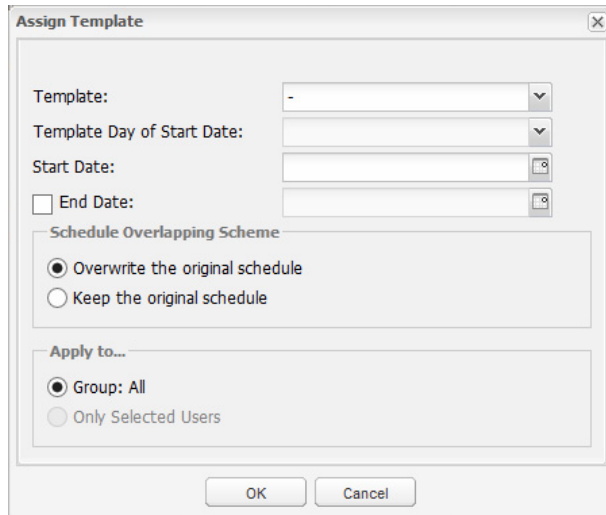 Assign Template
Template: -
Template Day of Start Date:
Start Date:
End Date:
Schedule Overlapping Scheme
Overwrite the original schedule
Keep the original schedule
Apply to...
Group: All
Only Selected Users
OK Cancel